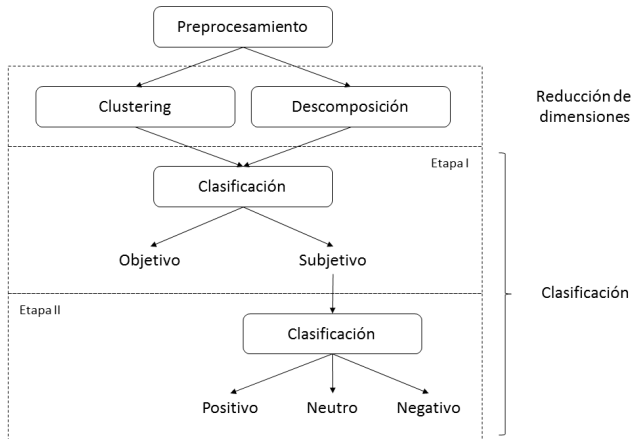 Preprocesamiento
Clustering
Descomposición
Reducción de
dimensiones
Etapa I
Clasificación
Objetivo
Subjetivo
Clasificación
Etapa II
Clasificación
Positivo
Neutro
Negativo